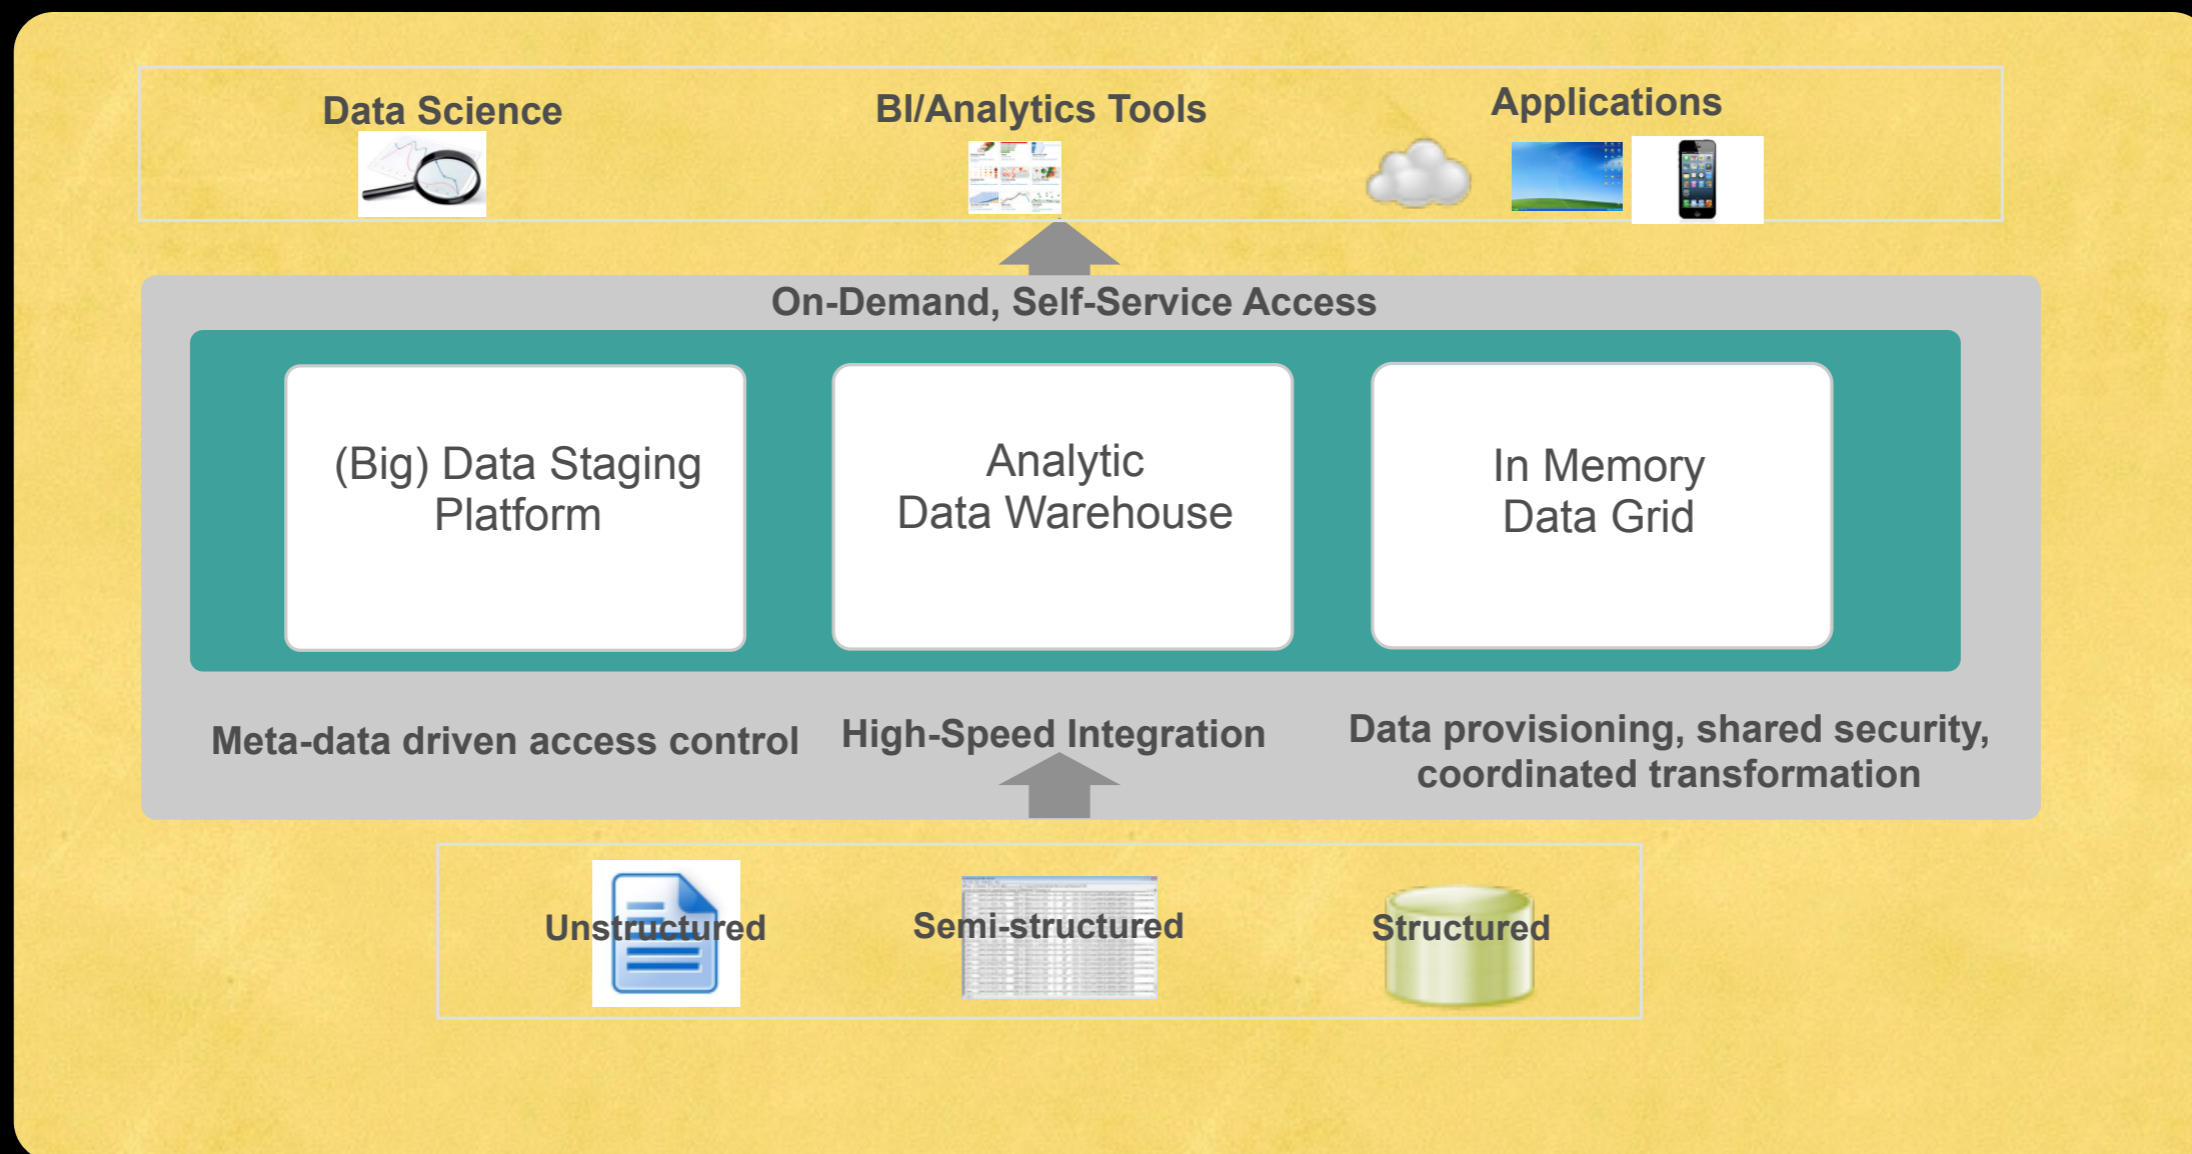 Data Science
BI/Analytics Tools
Applications
On-Demand, Self-Service Access
(Big) Data Staging
Platform
Analytic
Data Warehouse
In Memory
Data Grid
Meta-data driven access control
High-Speed Integration
Data provisioning, shared security,
coordinated transformation
Unstructured
Semi-structured
Structured